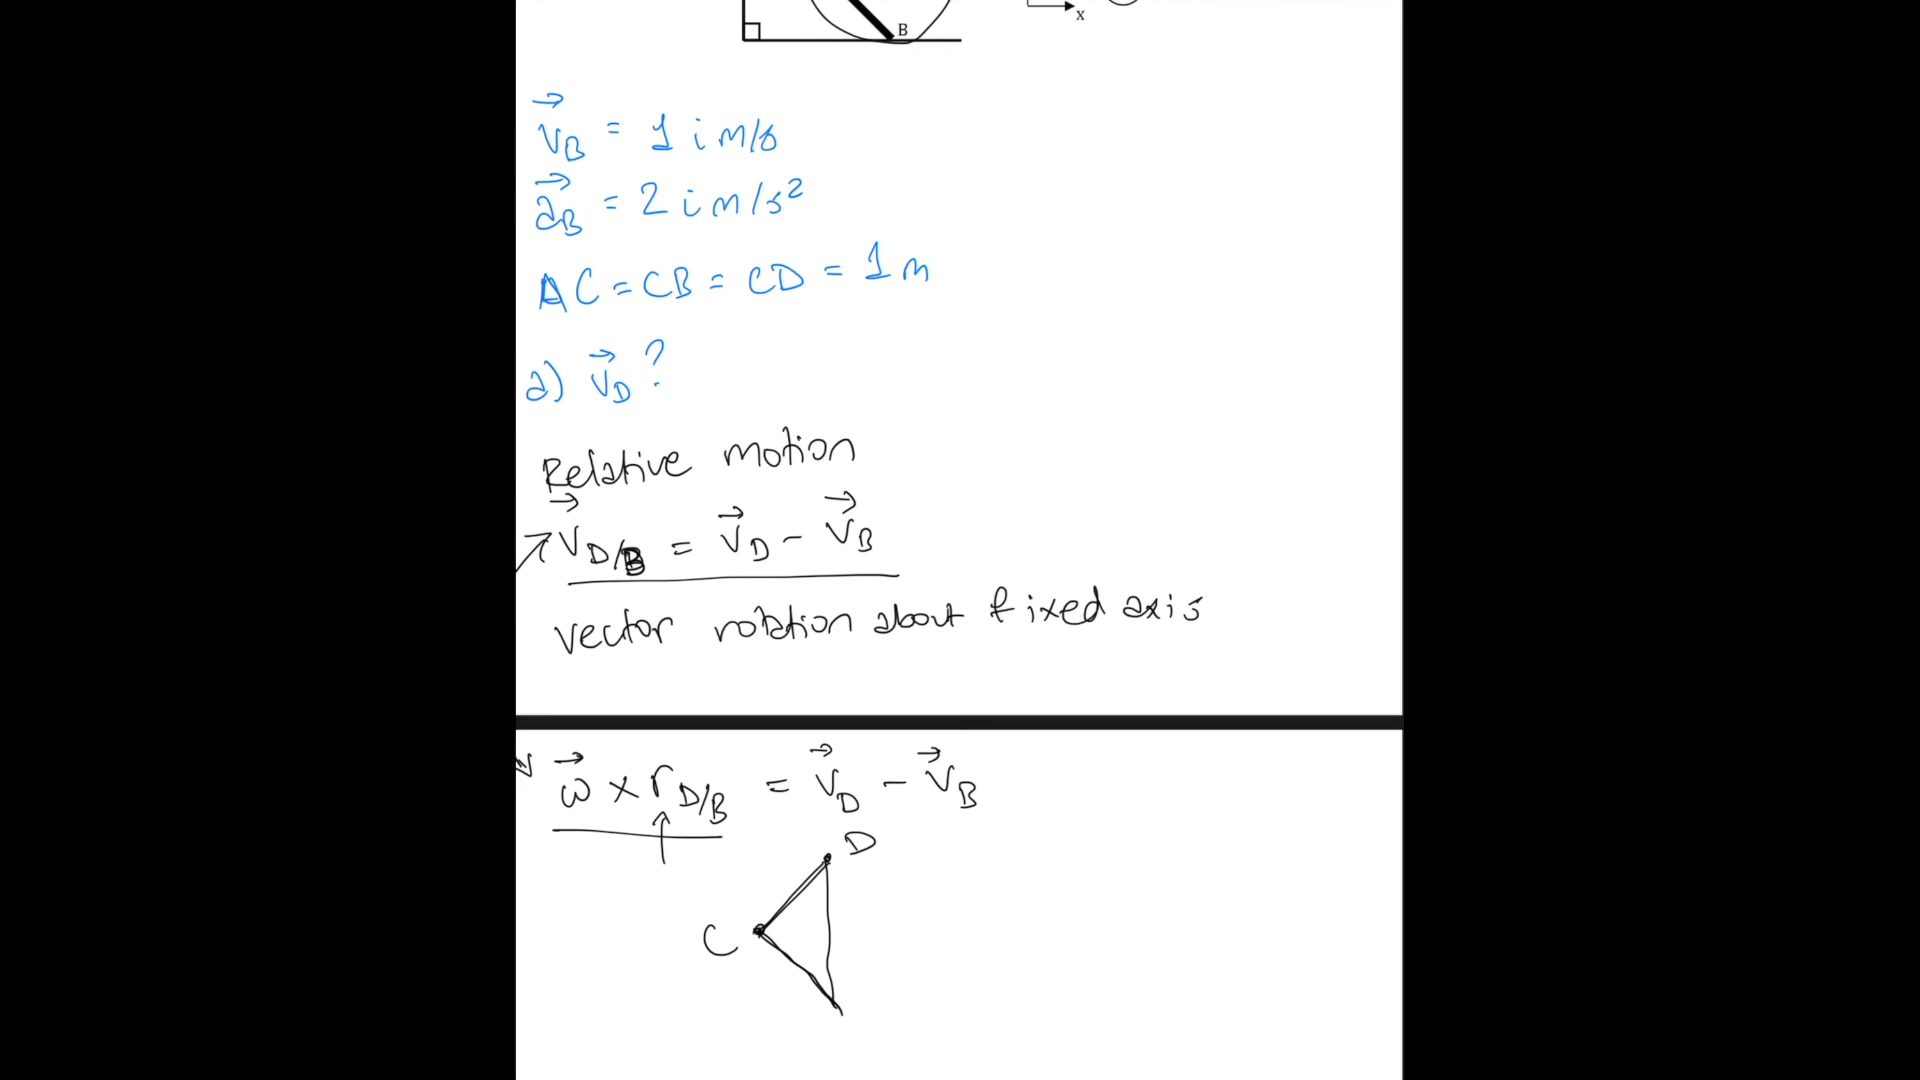 B
x
v⃗B = 1 i m/s
a⃗B = 2 i m/s²
AC = CB = CD = 1 m
a) v⃗D ?
Relative motion
v⃗D/B = v⃗D - v⃗B
vector rotation about fixed axis
ω⃗ × rD/B = v⃗D - v⃗B
D
C